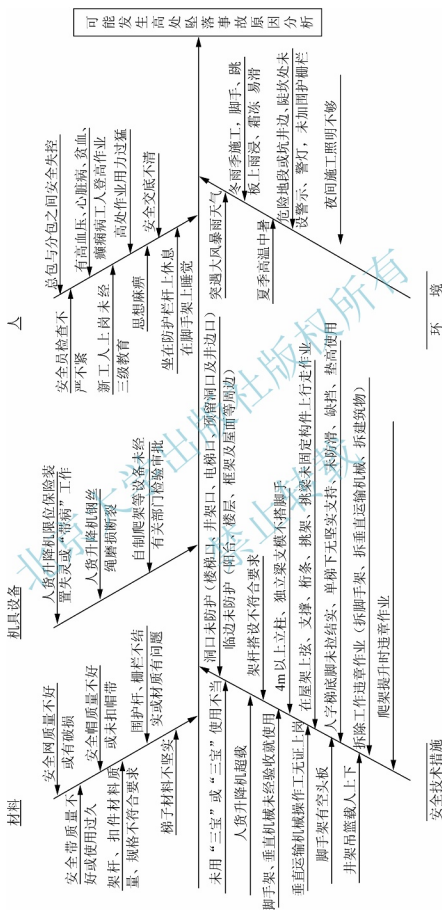 可能发生高处坠落事故原因分析
人
总包与分包之间安全失控
有高血压、心脏病、贫血、
癫痫病工人登高作业
高处作业用力过猛
安全交底不清
安全员检查不
严不紧
新工人上岗未经
三级教育
思想麻痹
坐在防护栏杆上休息
在脚手架上睡觉
机具设备
人货升降机限位保险装
置失灵或“带病”工作
人货升降机钢丝
绳磨损断裂
自制爬架等设备未经
有关部门检验审批
材料
安全网质量不好
或有破损
安全帽质量不好
或未扣帽带
围护杆、栅栏不结
实或材质有问题
安全带质量不
好或使用过久
架杆、扣件材料质
量、规格不符合要求
梯子材料不坚实
环境
突遇大风暴雨天气
夏季高温中暑
冬雨季施工，脚手、跳
板上雨浸、霜冻 易滑
危险地段或坑井边、陡坎处未
设警示、警灯，未加围护栅栏
夜间施工照明不够
安全技术措施
洞口未防护（楼梯口、井架口、电梯口、预留洞口及井边口）
临边未防护（阳台、楼层、框架及屋面等周边）
架杆搭设不符合要求
4m以上立柱、独立梁支模不搭脚手
在屋架上弦、支撑、桁条、挑架、挑梁未固定构件上行走作业
人字梯底脚未拉结实、单梯下无坚实支持、未防滑、缺挡、垫高使用
拆除工作违章作业（拆脚手架、拆垂直运输机械、拆建筑物）
爬架提升时违章作业
未用“三宝”或“三宝”使用不当
人货升降机超载
脚手架、垂直机械未经验收就使用
垂直运输机械操作工无证上岗
脚手架有空头板
井架吊篮载人上下
北京大学出版社版权所有
禁止转载